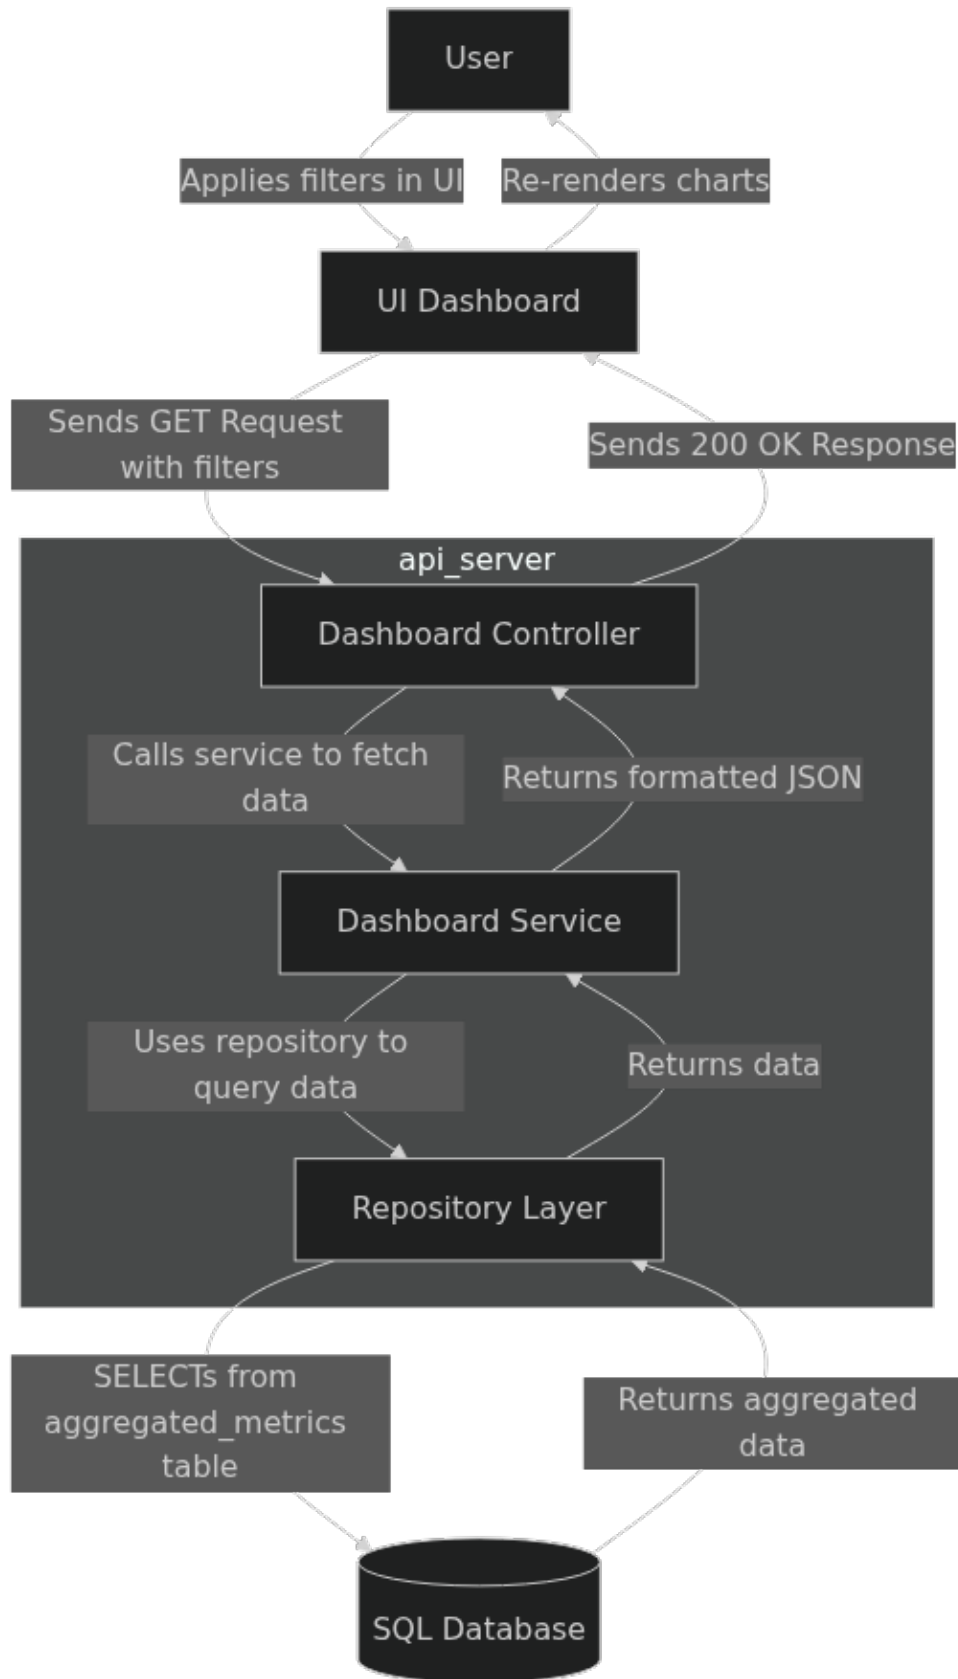 User
Applies filters in UI
Re-renders charts
UI Dashboard
Sends GET Request
with filters
Sends 200 OK Response
api_server
Dashboard Controller
Calls service to fetch
data
Returns formatted JSON
Dashboard Service
Uses repository to
query data
Returns data
Repository Layer
SELECTs from
aggregated_metrics
table
Returns aggregated
data
SQL Database